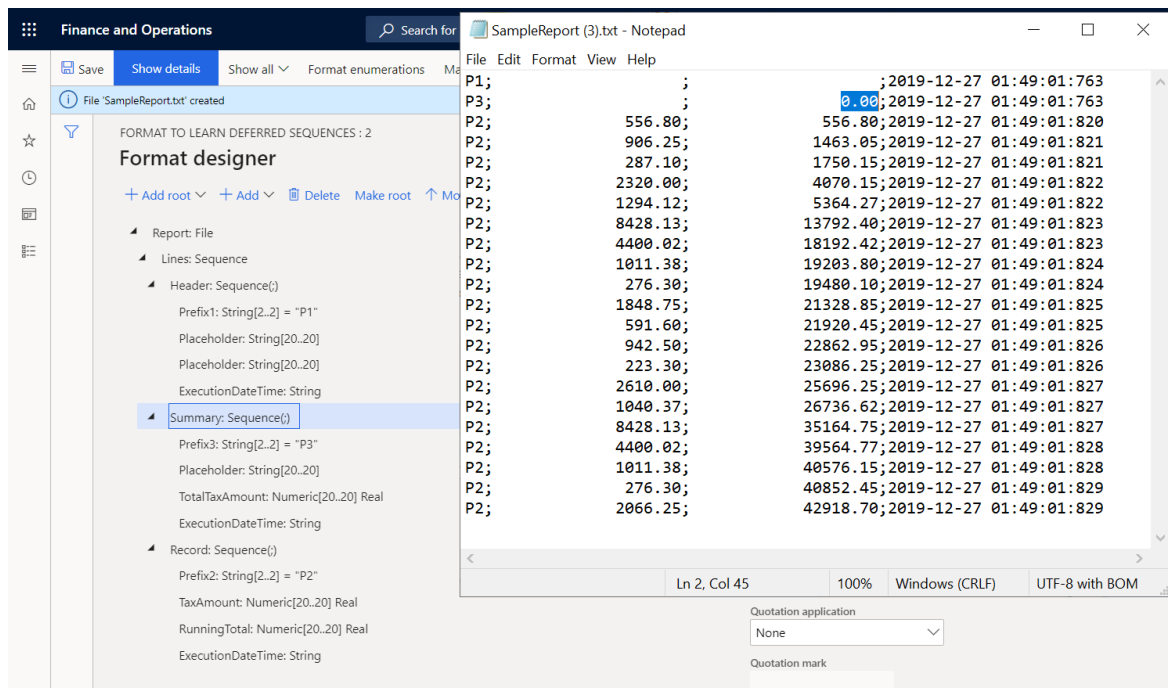 Finance and Operations
Search for
Save
Show details
Show all
Format enumerations
Ma
File 'SampleReport.txt' created
FORMAT TO LEARN DEFERRED SEQUENCES : 2
Format designer
Add root
Add
Delete
Make root
Mo
Report: File
Lines: Sequence
Header: Sequence(;)
Prefix1: String[2..2] = "P1"
Placeholder: String[20..20]
Placeholder: String[20..20]
ExecutionDateTime: String
Summary: Sequence(;)
Prefix3: String[2..2] = "P3"
Placeholder: String[20..20]
TotalTaxAmount: Numeric[20..20] Real
ExecutionDateTime: String
Record: Sequence(;)
Prefix2: String[2..2] = "P2"
TaxAmount: Numeric[20..20] Real
RunningTotal: Numeric[20..20] Real
ExecutionDateTime: String
SampleReport (3).txt - Notepad
File Edit Format View Help
P1; ; ;2019-12-27 01:49:01:763
P3; ; 0.00;2019-12-27 01:49:01:763
P2; 556.80; 556.80;2019-12-27 01:49:01:820
P2; 906.25; 1463.05;2019-12-27 01:49:01:821
P2; 287.10; 1750.15;2019-12-27 01:49:01:821
P2; 2320.00; 4070.15;2019-12-27 01:49:01:822
P2; 1294.12; 5364.27;2019-12-27 01:49:01:822
P2; 8428.13; 13792.40;2019-12-27 01:49:01:823
P2; 4400.02; 18192.42;2019-12-27 01:49:01:823
P2; 1011.38; 19203.80;2019-12-27 01:49:01:824
P2; 276.30; 19480.10;2019-12-27 01:49:01:824
P2; 1848.75; 21328.85;2019-12-27 01:49:01:825
P2; 591.60; 21920.45;2019-12-27 01:49:01:825
P2; 942.50; 22862.95;2019-12-27 01:49:01:826
P2; 223.30; 23086.25;2019-12-27 01:49:01:826
P2; 2610.00; 25696.25;2019-12-27 01:49:01:827
P2; 1040.37; 26736.62;2019-12-27 01:49:01:827
P2; 8428.13; 35164.75;2019-12-27 01:49:01:827
P2; 4400.02; 39564.77;2019-12-27 01:49:01:828
P2; 1011.38; 40576.15;2019-12-27 01:49:01:828
P2; 276.30; 40852.45;2019-12-27 01:49:01:829
P2; 2066.25; 42918.70;2019-12-27 01:49:01:829
Ln 2, Col 45
100%
Windows (CRLF)
UTF-8 with BOM
Quotation application
None
Quotation mark